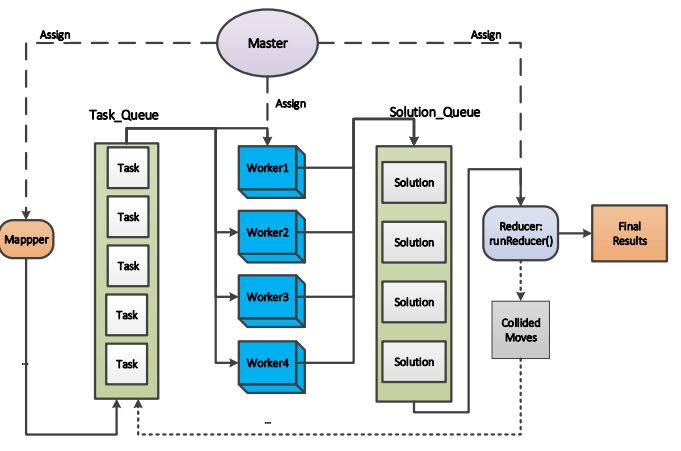 Assign
Master
Assign
Assign
Task_Queue
Solution_Queue
Task
Task
Task
Task
Task
Worker1
Worker2
Worker3
Worker4
Solution
Solution
Solution
Solution
Mappper
Reducer:
runReducer()
Final
Results
Collided
Moves
...
...